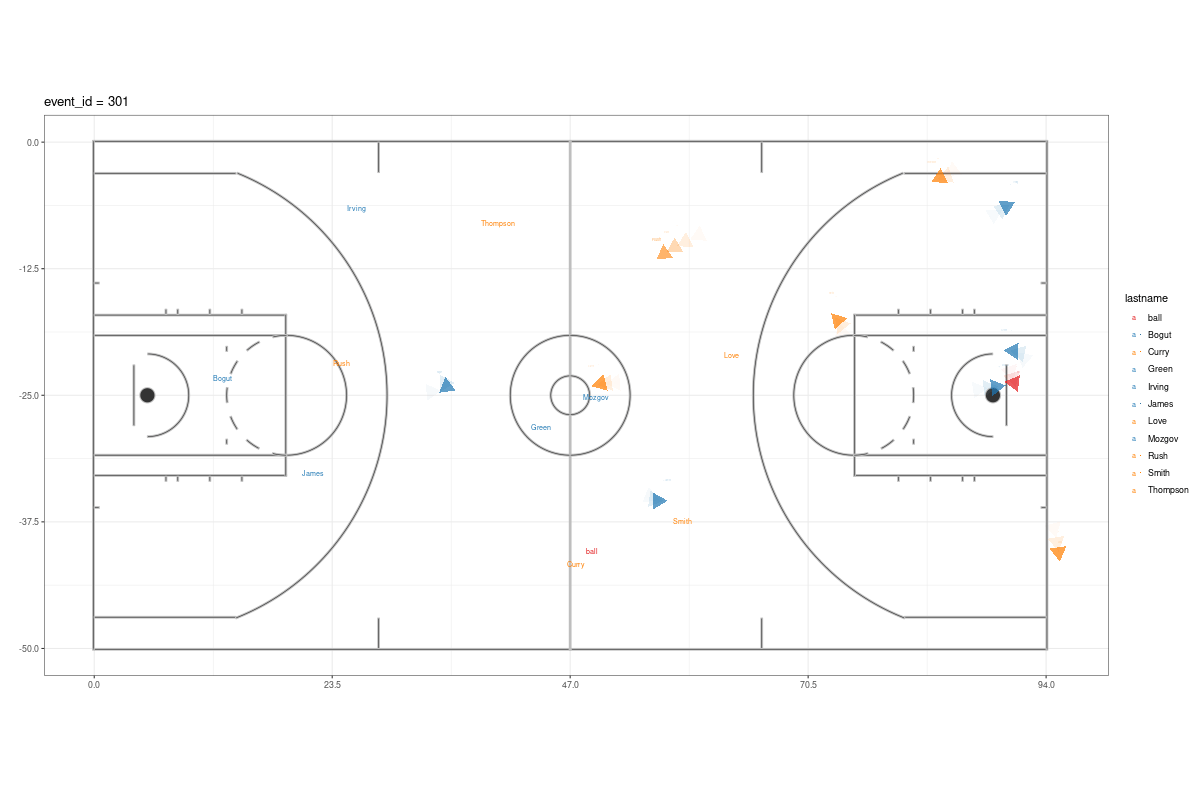 event_id = 301
0.0
-12.5
-25.0
-37.5
-50.0
0.0
23.5
47.0
70.5
94.0
Irving
Thompson
Rush
Love
Bogut
Mozgov
Green
James
Smith
ball
Curry
lastname
a ball
a Bogut
a Curry
a Green
a Irving
a James
a Love
a Mozgov
a Rush
a Smith
a Thompson